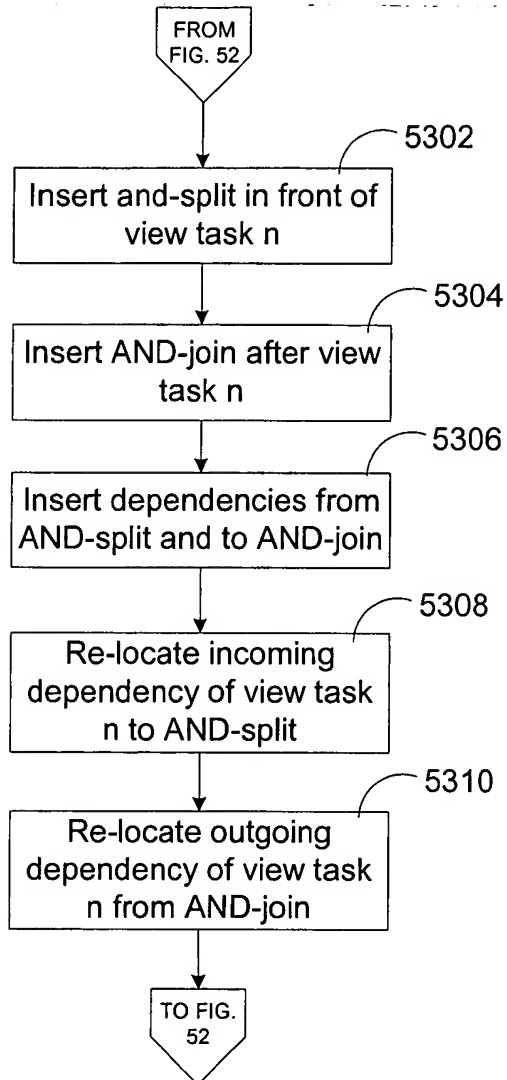 FROM
FIG. 52
5302
Insert and-split in front of
view task n
5304
Insert AND-join after view
task n
5306
Insert dependencies from
AND-split and to AND-join
5308
Re-locate incoming
dependency of view task
n to AND-split
5310
Re-locate outgoing
dependency of view task
n from AND-join
TO FIG.
52